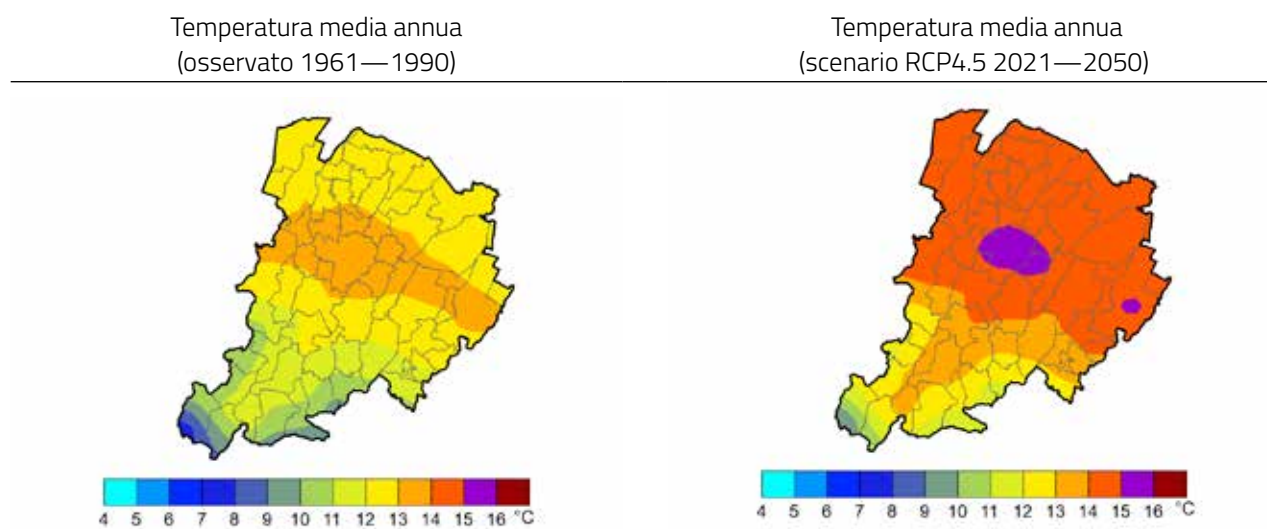 Temperatura media annua
(osservato 1961—1990)
Temperatura media annua
(scenario RCP4.5 2021—2050)
4 5 6 7 8 9 10 11 12 13 14 15 16 °C
4 5 6 7 8 9 10 11 12 13 14 15 16 °C